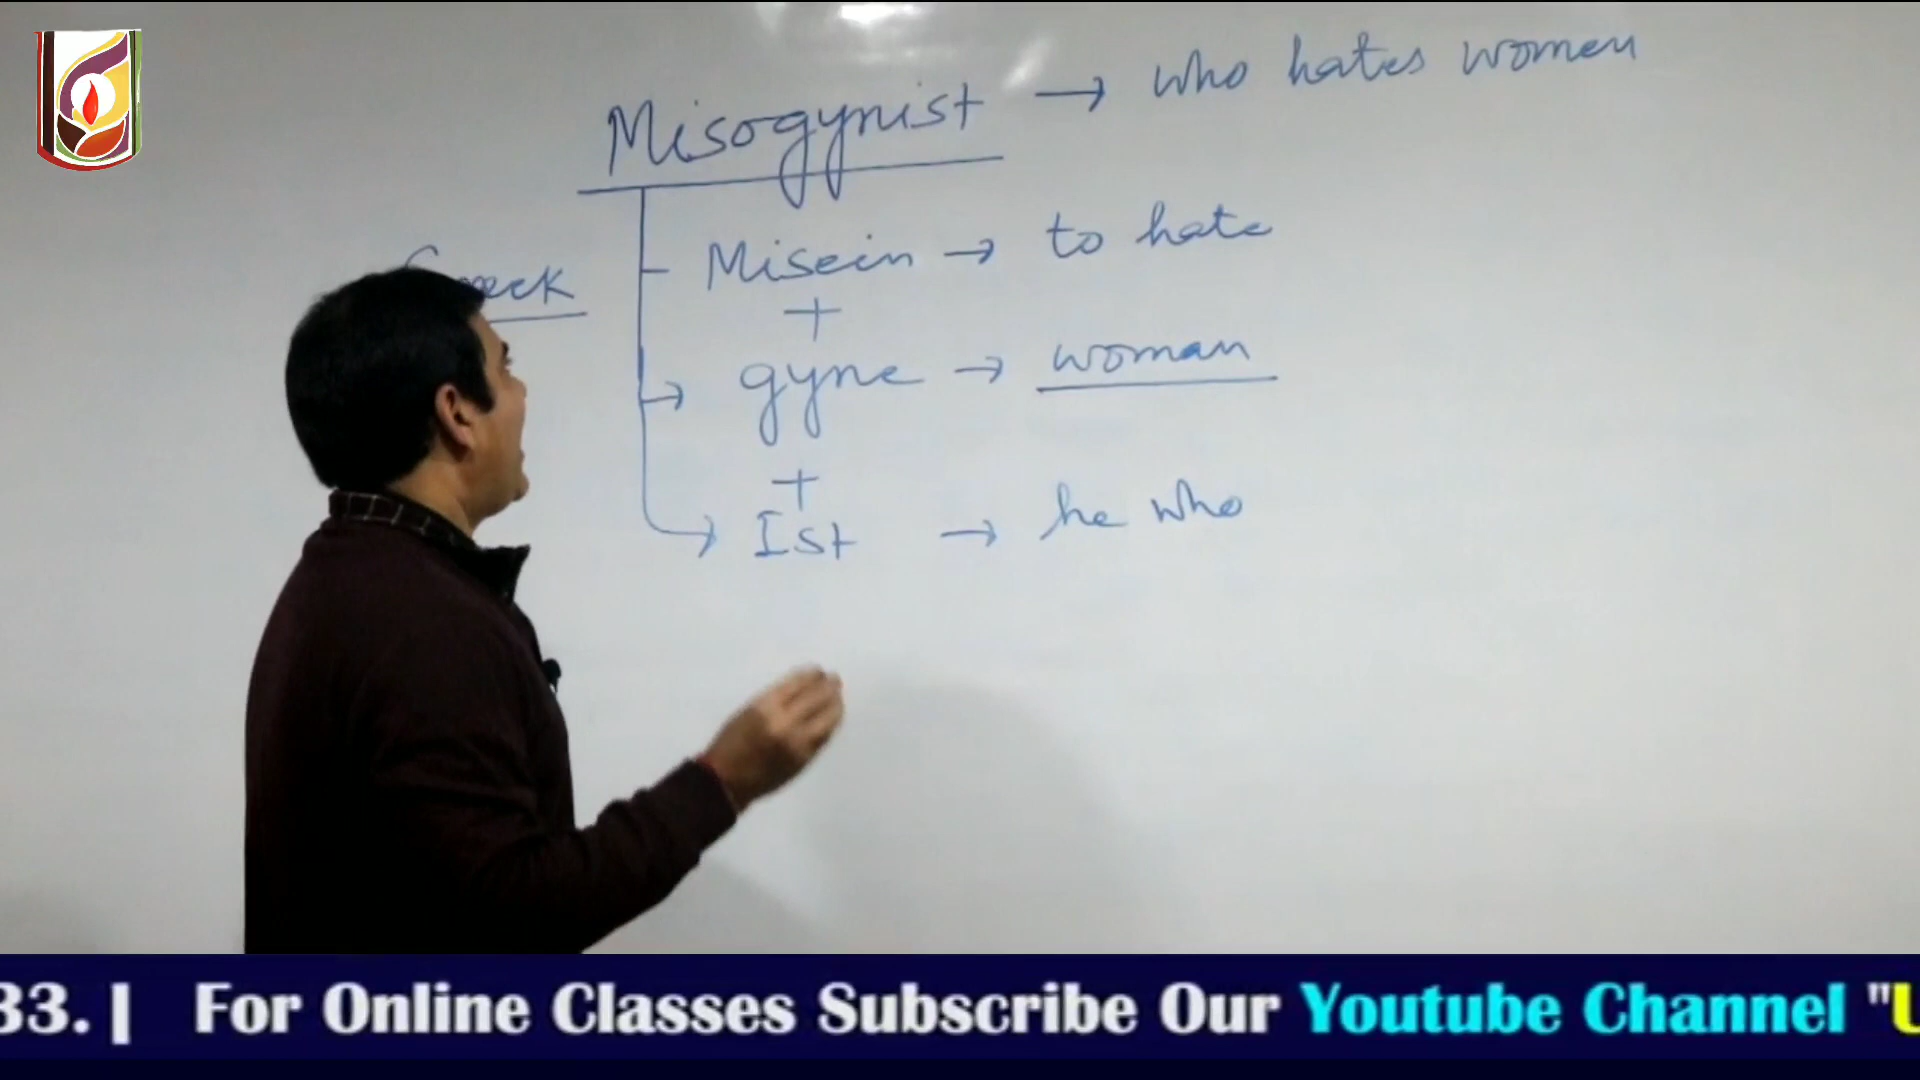 Misogynist → who hates women
Misein → to hate
+
gyne → woman
+
Ist → he who
33. | For Online Classes Subscribe Our Youtube Channel "U